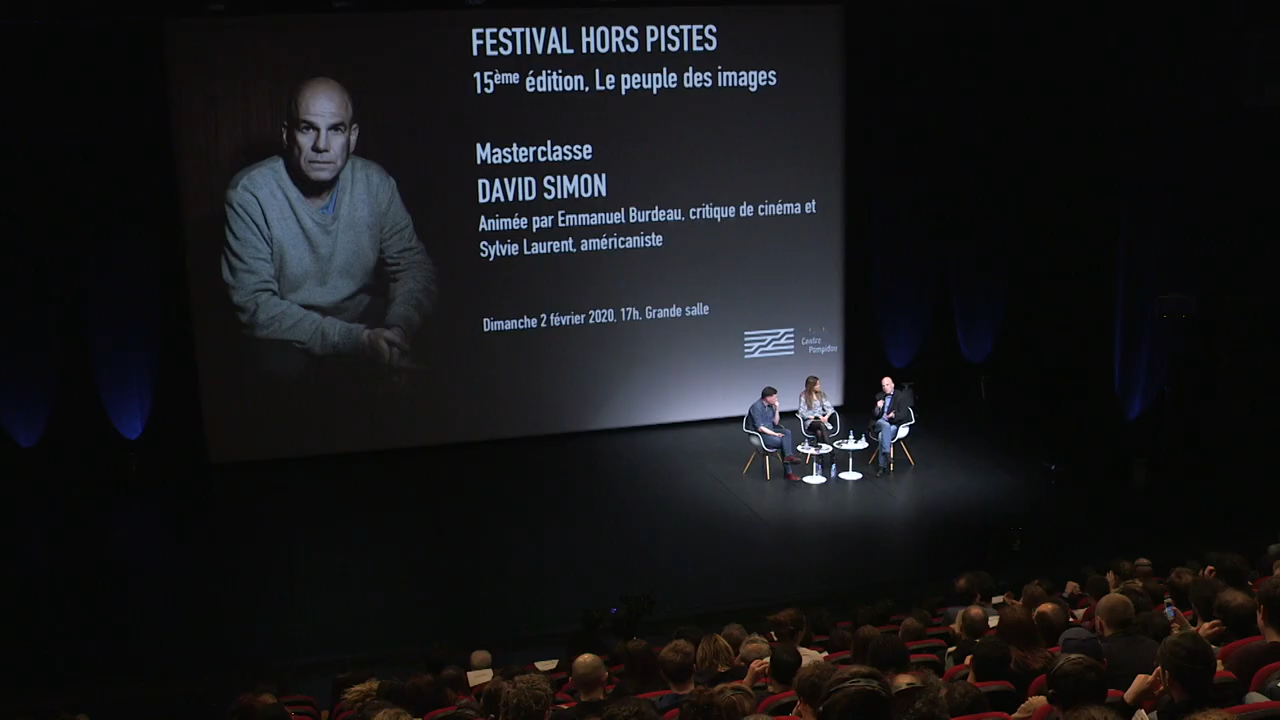 FESTIVAL HORS PISTES
15ème édition, Le peuple des images
Masterclasse
DAVID SIMON
Animée par Emmanuel Burdeau, critique de cinéma et
Sylvie Laurent, américaniste
Dimanche 2 février 2020, 17h, Grande salle
Centre
Pompidou